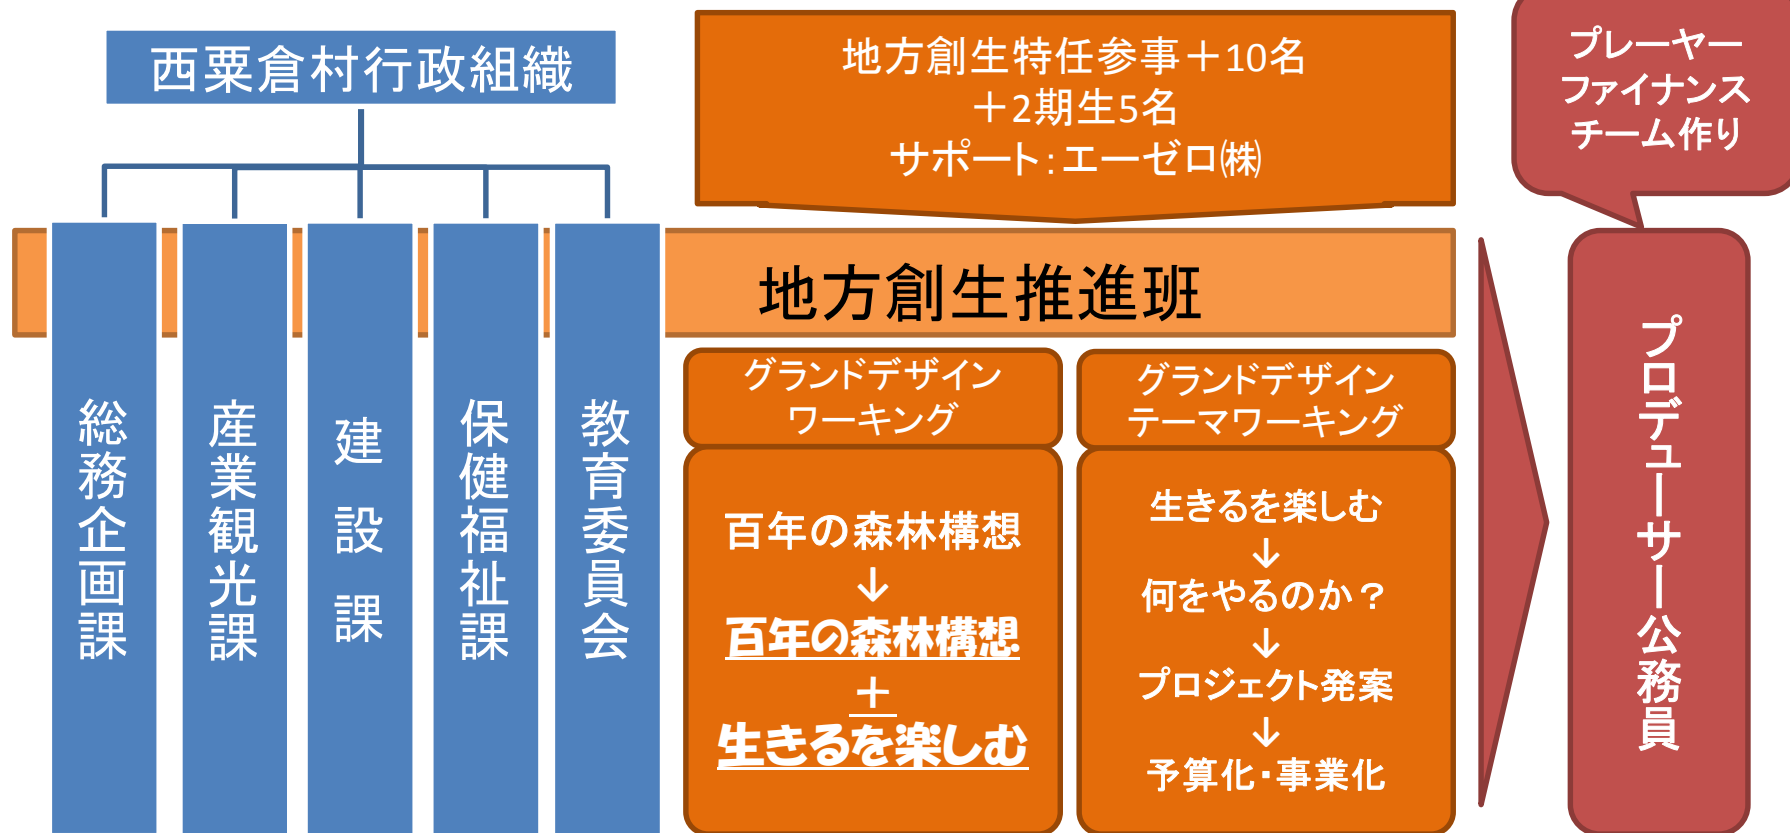 西粟倉村行政組織
総務企画課
産業観光課
建設課
保健福祉課
教育委員会
地方創生特任参事＋10名
＋2期生5名
サポート：エーゼロ㈱
地方創生推進班
グランドデザイン
ワーキング
百年の森林構想
↓
百年の森林構想
＋
生きるを楽しむ
グランドデザイン
テーマワーキング
生きるを楽しむ
↓
何をやるのか？
↓
プロジェクト発案
↓
予算化・事業化
プレーヤー
ファイナンス
チーム作り
プロデューサー公務員